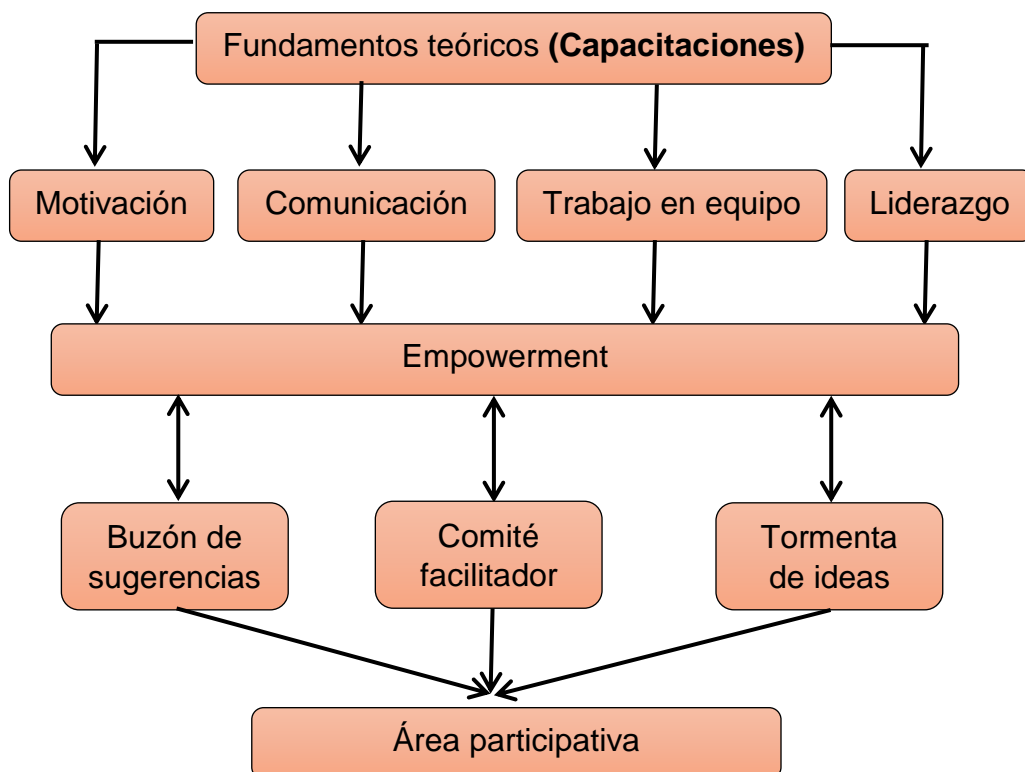 Fundamentos teóricos (Capacitaciones)
Motivación
Comunicación
Trabajo en equipo
Liderazgo
Empowerment
Buzón de
sugerencias
Comité
facilitador
Tormenta
de ideas
Área participativa